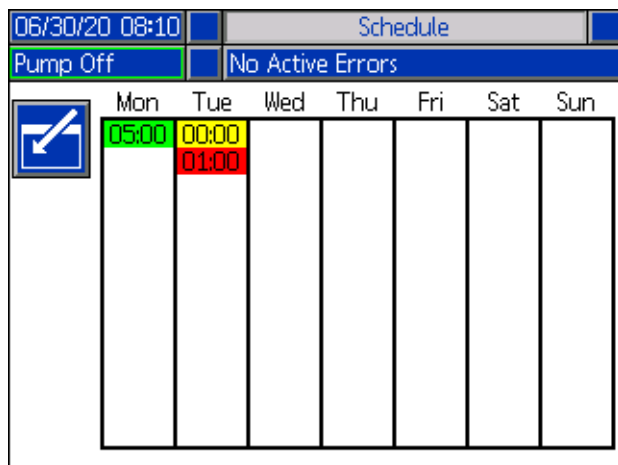 06/30/20 08:10 Schedule
Pump Off No Active Errors
Mon Tue Wed Thu Fri Sat Sun
05:00 00:00
01:00